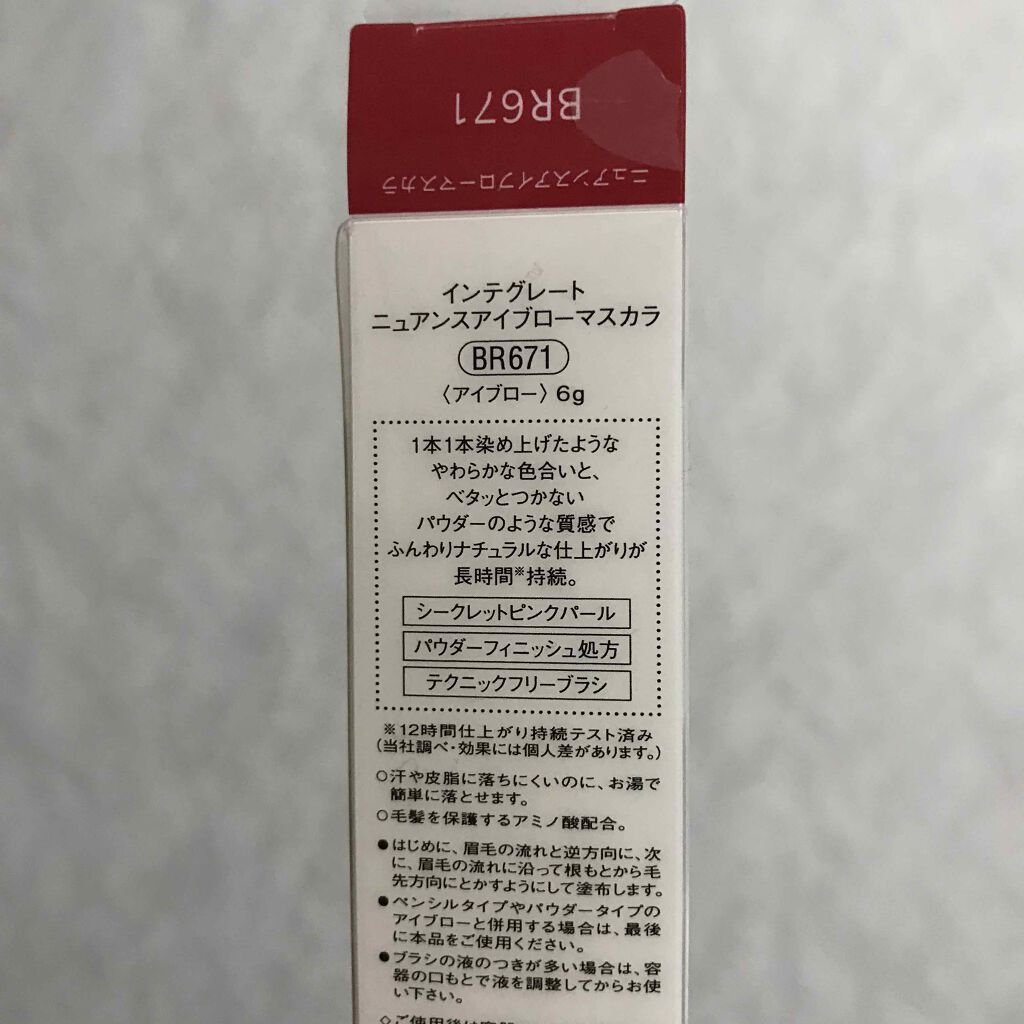 BR671
ニュアンスアイブローマスカラ
インテグレート
ニュアンスアイブローマスカラ
BR671
〈アイブロー〉6g
1本1本染め上げたような
やわらかな色合いと、
ベタッとつかない
パウダーのような質感で
ふんわりナチュラルな仕上がりが
長時間※持続。
シークレットピンクパール
パウダーフィニッシュ処方
テクニックフリーブラシ
※12時間仕上がり持続テスト済み
(当社調べ・効果には個人差があります。)
○汗や皮脂に落ちにくいのに、お湯で
簡単に落とせます。
○毛髪を保護するアミノ酸配合。
●はじめに、眉毛の流れと逆方向に、次
に、眉毛の流れに沿って根もとから毛
先方向にとかすようにして塗布します。
●ペンシルタイプやパウダータイプの
アイブローと併用する場合は、最後
に本品をご使用ください。
●ブラシの液のつきが多い場合は、容
器の口もとで液を調整してからお使
い下さい。
◇ご使用後は容器